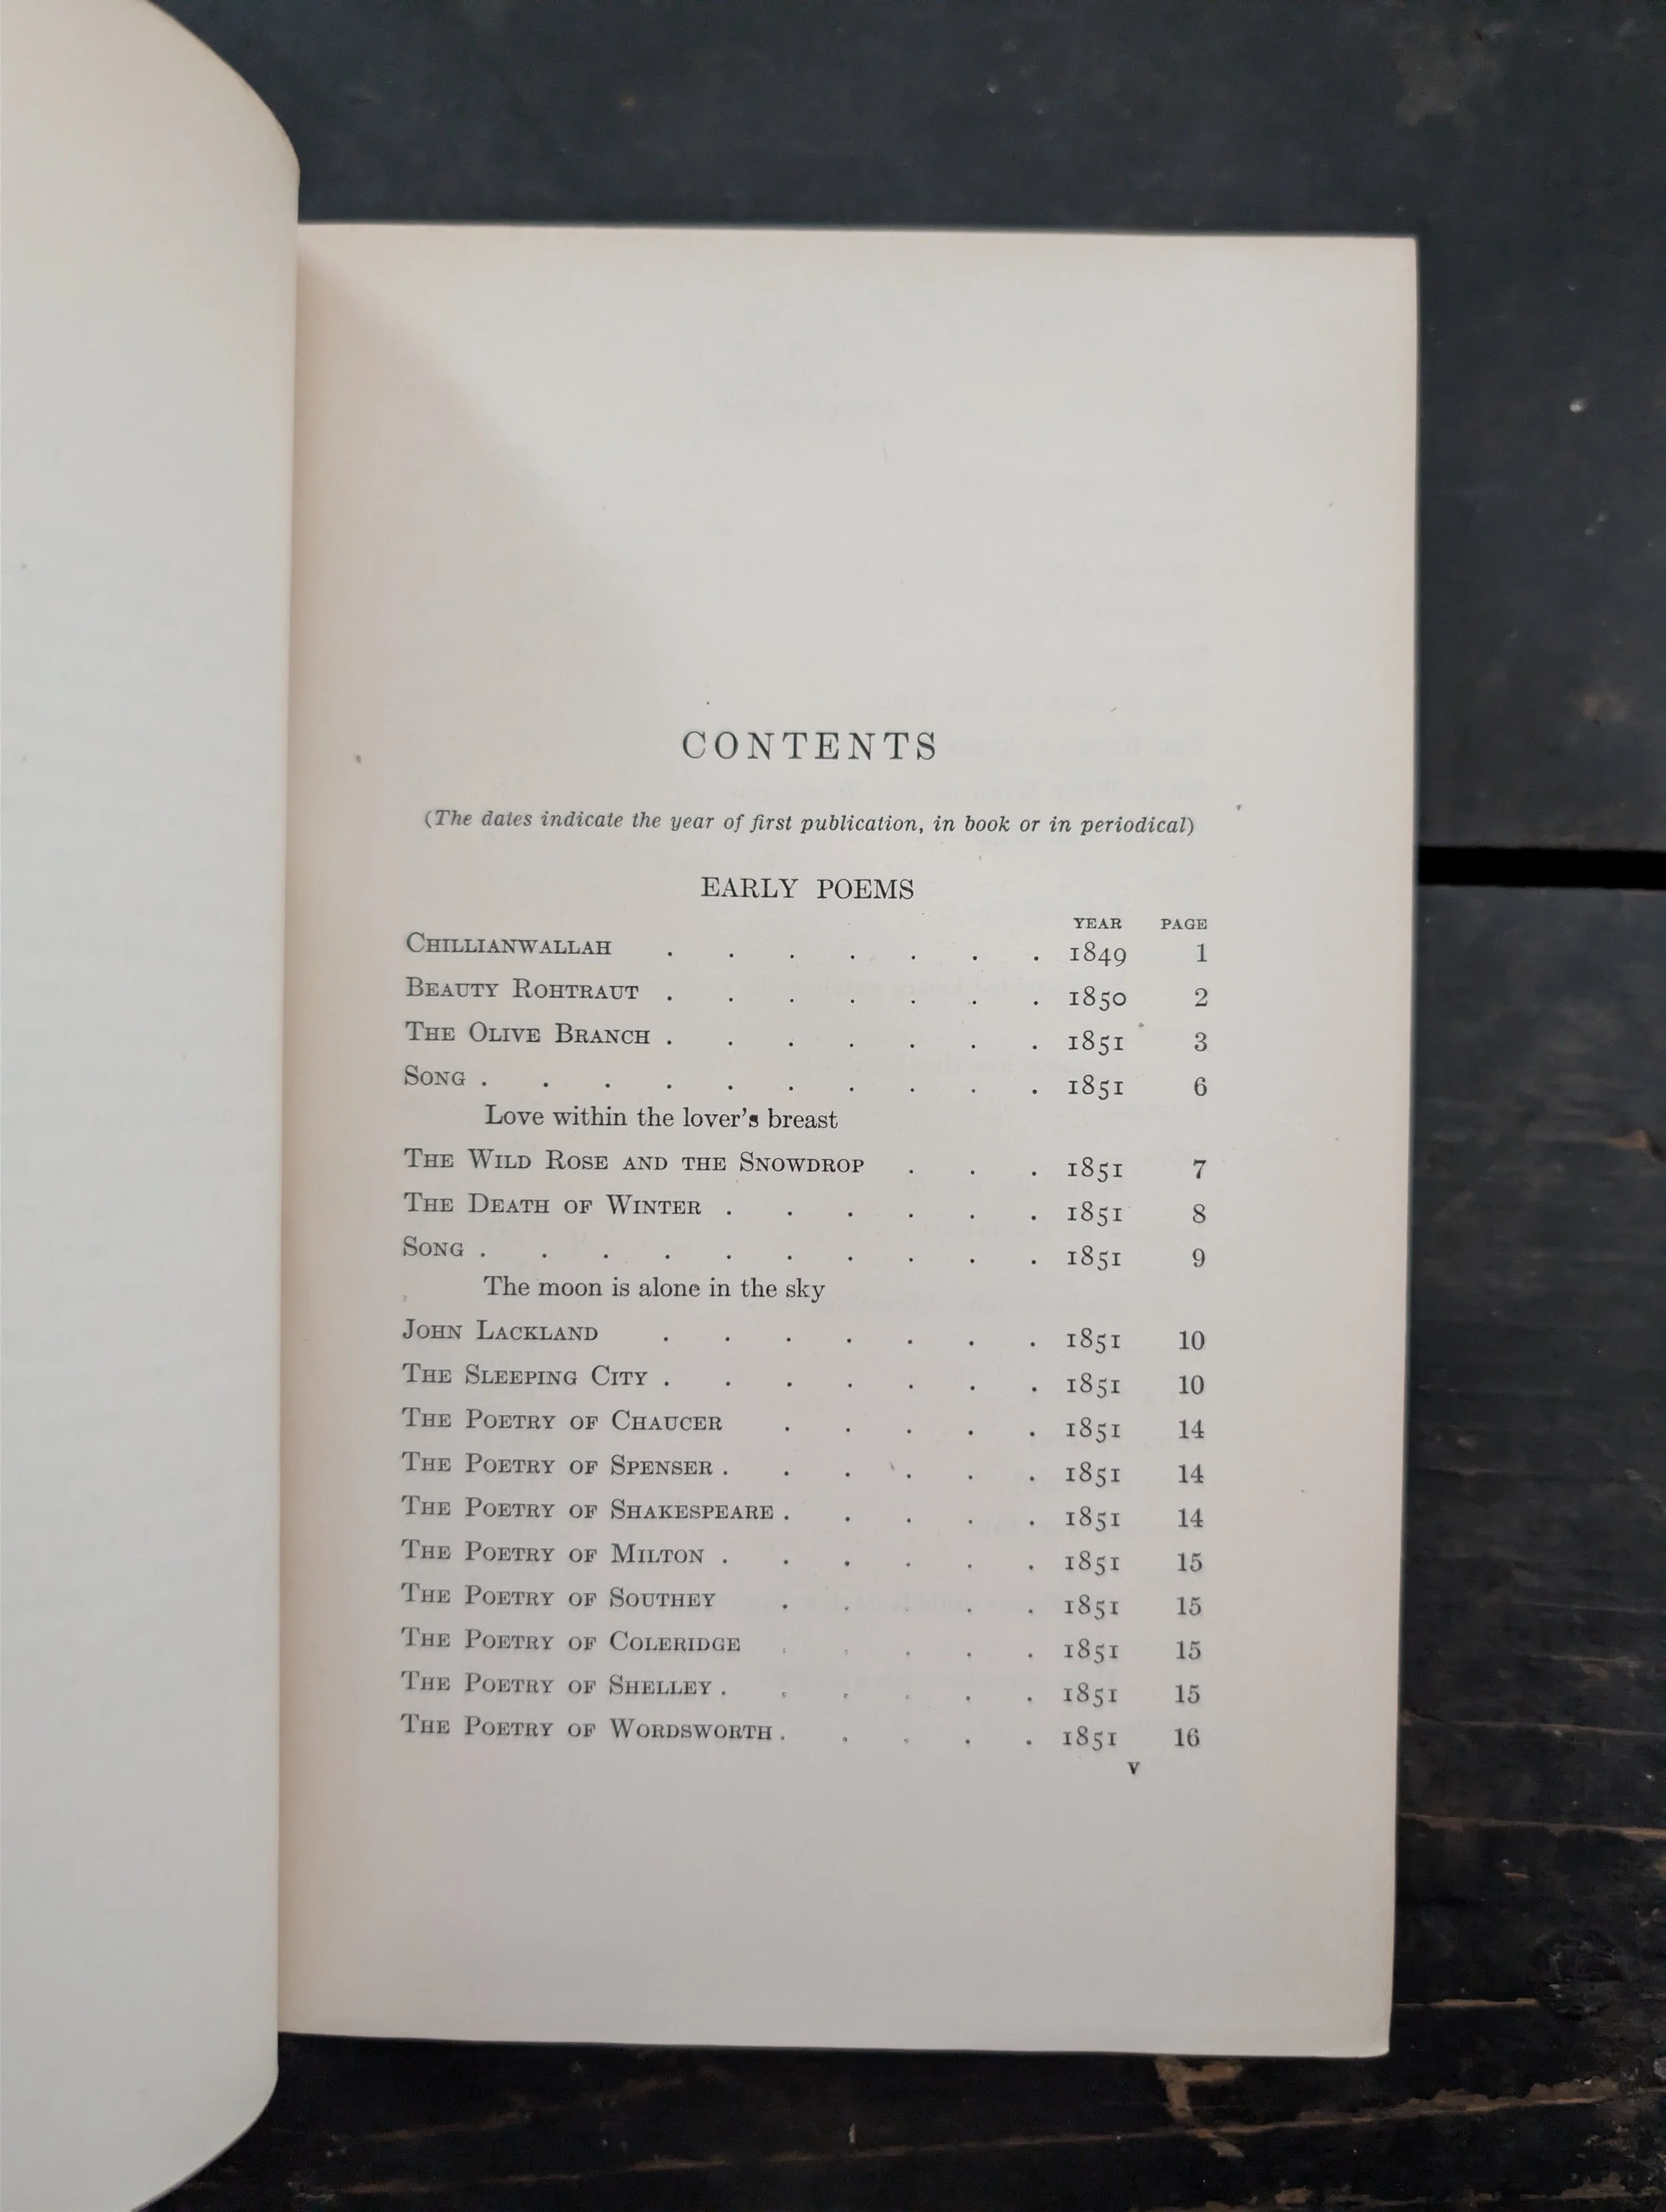 CONTENTS
(The dates indicate the year of first publication, in book or in periodical)
EARLY POEMS
YEAR PAGE
CHILLIANWALLAH . . . . . . . 1849 1
BEAUTY ROHTRAUT . . . . . . . 1850 2
THE OLIVE BRANCH . . . . . . . 1851 3
SONG . . . . . . . . . . 1851 6
Love within the lover's breast
THE WILD ROSE AND THE SNOWDROP . . . 1851 7
THE DEATH OF WINTER . . . . . . 1851 8
SONG . . . . . . . . . . 1851 9
The moon is alone in the sky
JOHN LACKLAND . . . . . . . 1851 10
THE SLEEPING CITY . . . . . . . 1851 10
THE POETRY OF CHAUCER . . . . . 1851 14
THE POETRY OF SPENSER . . . . . . 1851 14
THE POETRY OF SHAKESPEARE . . . . . 1851 14
THE POETRY OF MILTON . . . . . . 1851 15
THE POETRY OF SOUTHEY . . . . . 1851 15
THE POETRY OF COLERIDGE . . . . . 1851 15
THE POETRY OF SHELLEY . . . . . . 1851 15
THE POETRY OF WORDSWORTH . . . . . 1851 16
v